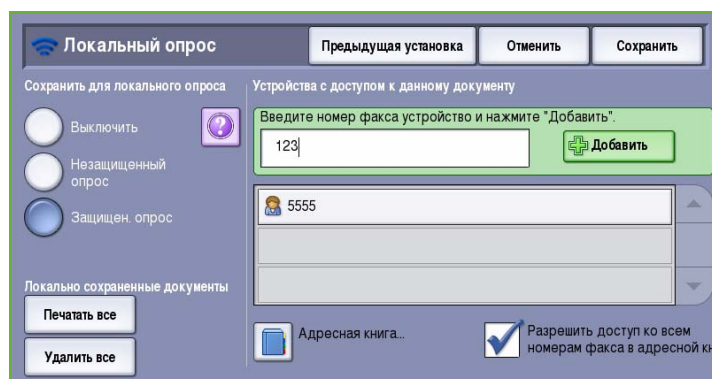 Локальный опрос
Предыдущая установка
Отменить
Сохранить
Сохранить для локального опроса
Устройства с доступом к данному документу
Выключить
Незащищенный
опрос
Защищен. опрос
Введите номер факса устройство и нажмите "Добавить".
123
Добавить
5555
Локально сохраненные документы
Печатать все
Удалить все
Адресная книга...
Разрешить доступ ко всем
номерам факса в адресной кн